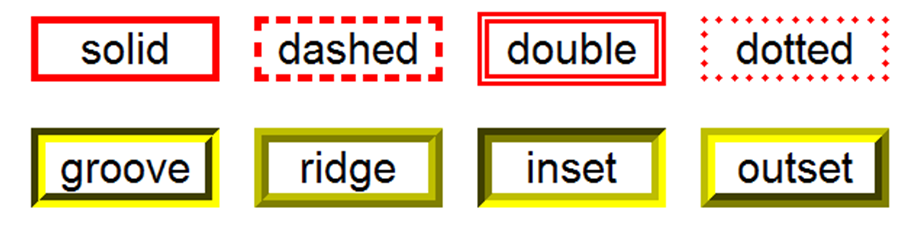 solid dashed double dotted
groove ridge inset outset